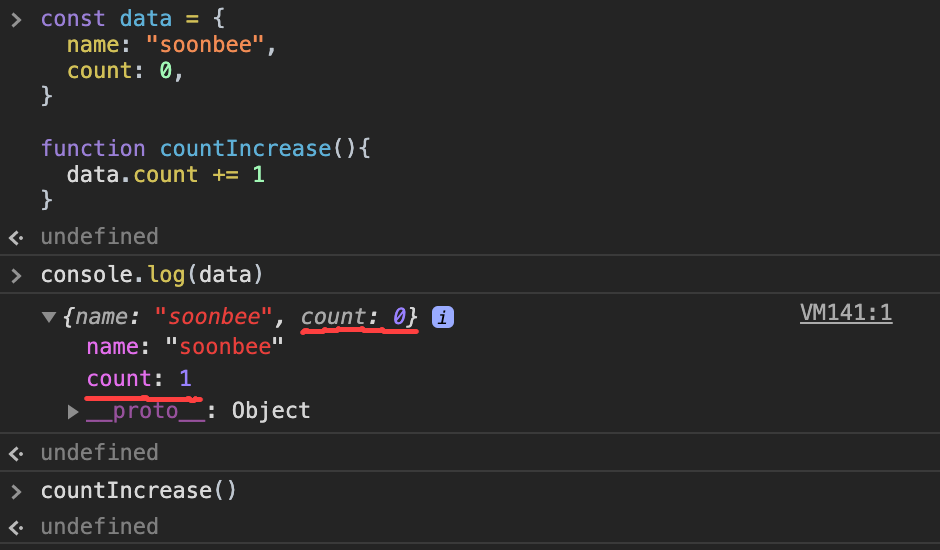 const data = {
name: "soonbee",
count: 0,
}
function countIncrease(){
data.count += 1
}
undefined
console.log(data)
{name: "soonbee", count: 0} i VM141:1
name: "soonbee"
count: 1
__proto__: Object
undefined
countIncrease()
undefined